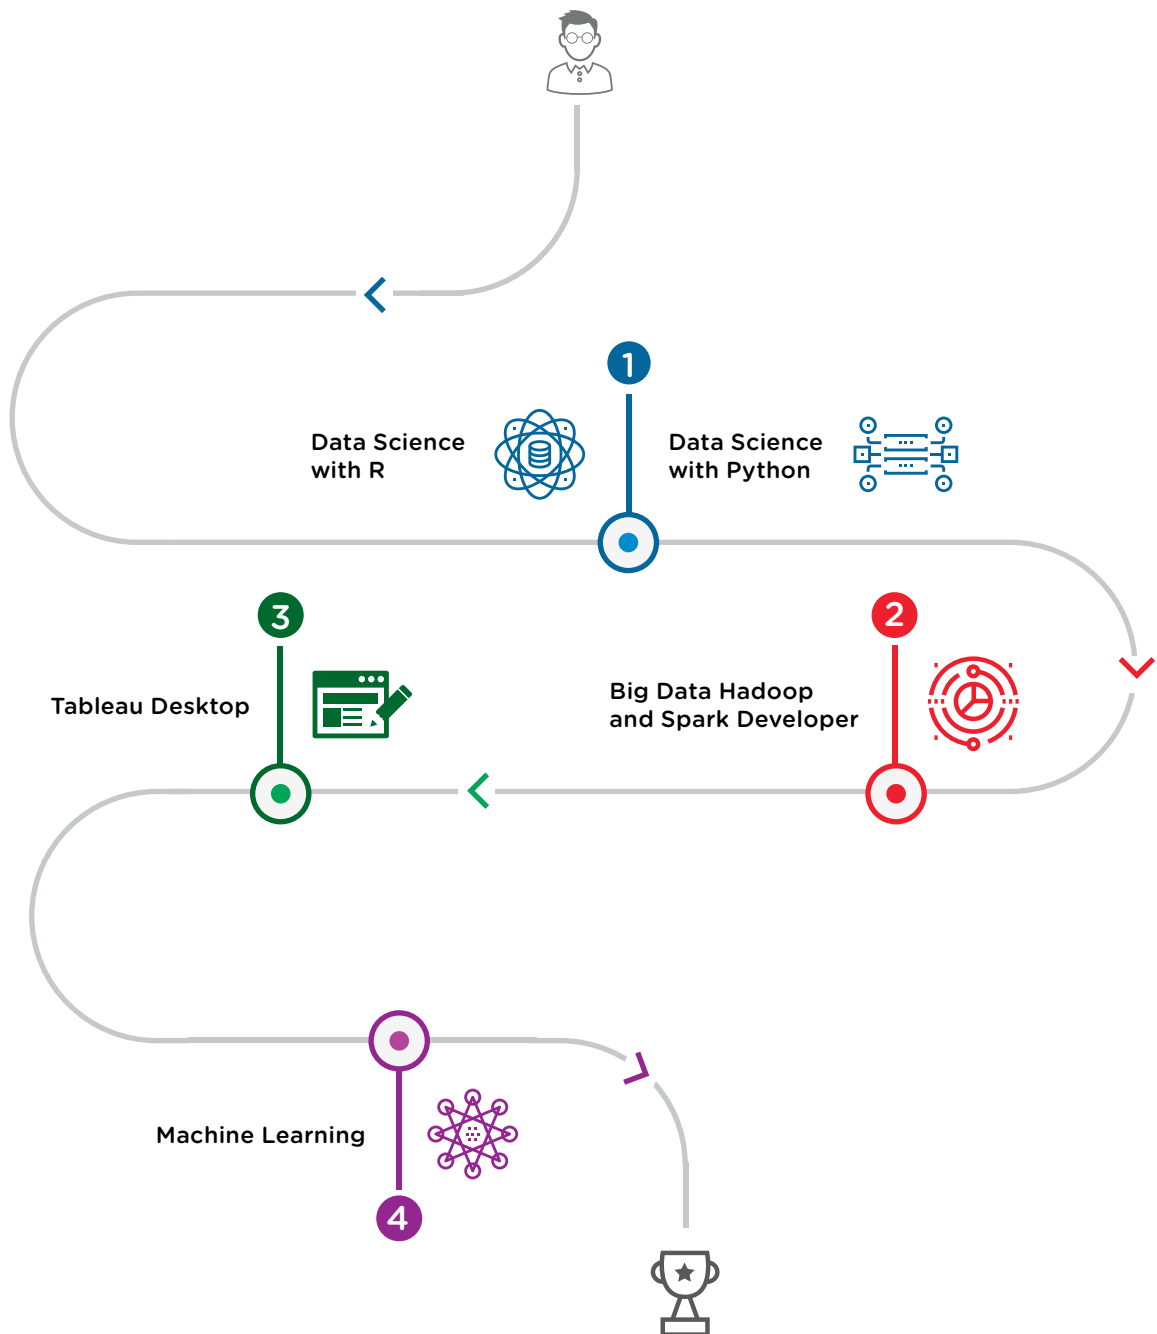 1
Data Science
with R
Data Science
with Python
2
Big Data Hadoop
and Spark Developer
3
Tableau Desktop
Machine Learning
4